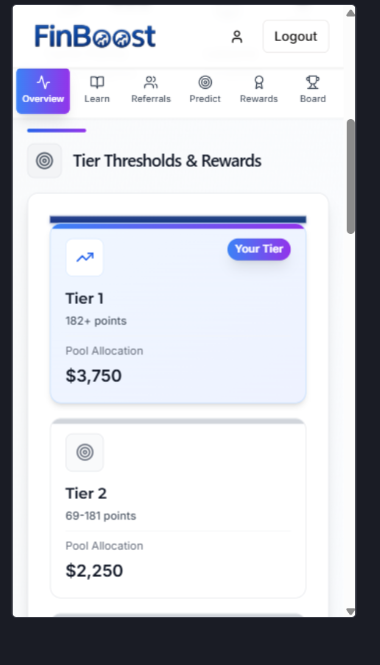 FinBoost
Logout
Overview
Learn
Referrals
Predict
Rewards
Board
Tier Thresholds & Rewards
Your Tier
Tier 1
182+ points
Pool Allocation
$3,750
Tier 2
69-181 points
Pool Allocation
$2,250